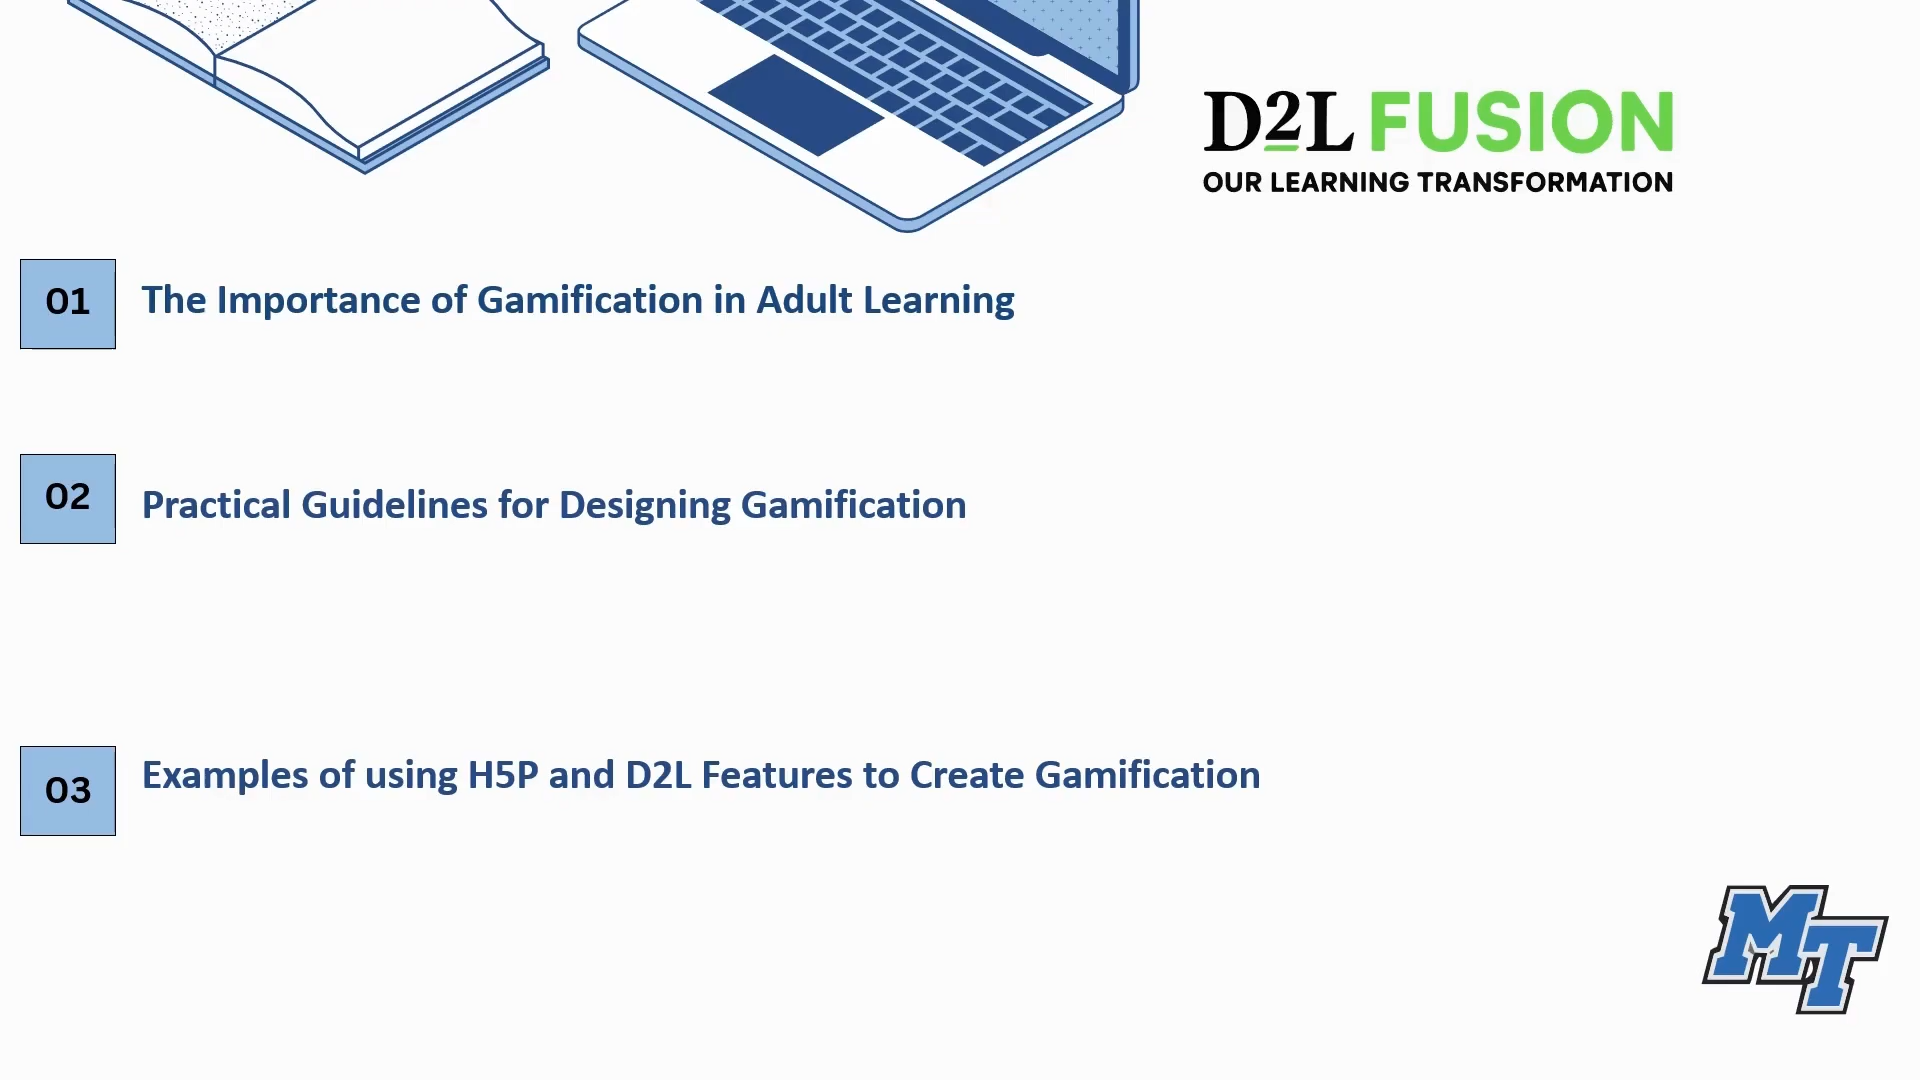 D2L FUSION
OUR LEARNING TRANSFORMATION
01 The Importance of Gamification in Adult Learning
02 Practical Guidelines for Designing Gamification
03 Examples of using H5P and D2L Features to Create Gamification
MT